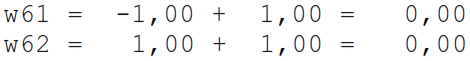 w61 = -1,00 + 1,00 = 0,00
w62 = 1,00 + 1,00 = 0,00